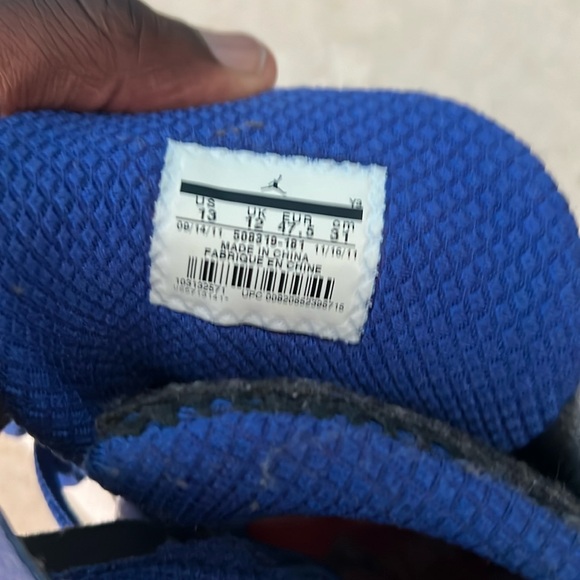 Y3
US UK EUR cm
13 12 47.5 31
08/14/11 508319-161 11/16/11
MADE IN CHINA
FABRIQUE EN CHINE
103132571
UPC